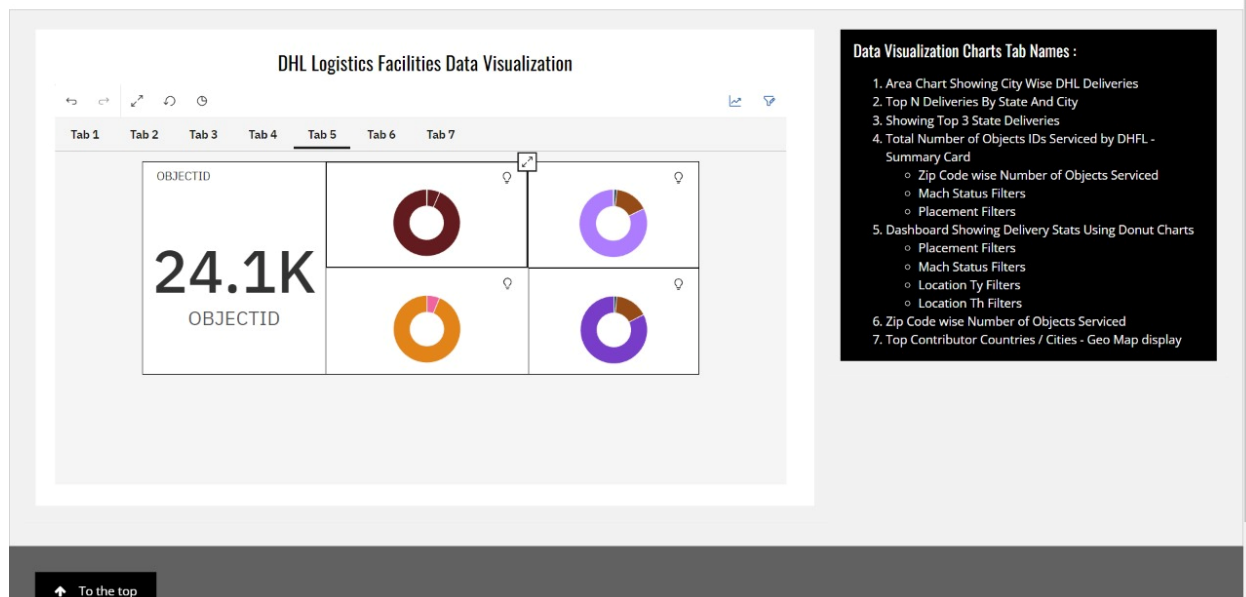 DHL Logistics Facilities Data Visualization
Tab 1 Tab 2 Tab 3 Tab 4 Tab 5 Tab 6 Tab 7
OBJECTID
24.1K
OBJECTID
Data Visualization Charts Tab Names :
1. Area Chart Showing City Wise DHL Deliveries
2. Top N Deliveries By State And City
3. Showing Top 3 State Deliveries
4. Total Number of Objects IDs Serviced by DHFL -
Summary Card
Zip Code wise Number of Objects Serviced
Mach Status Filters
Placement Filters
5. Dashboard Showing Delivery Stats Using Donut Charts
Placement Filters
Mach Status Filters
Location Ty Filters
Location Th Filters
6. Zip Code wise Number of Objects Serviced
7. Top Contributor Countries / Cities - Geo Map display
To the top